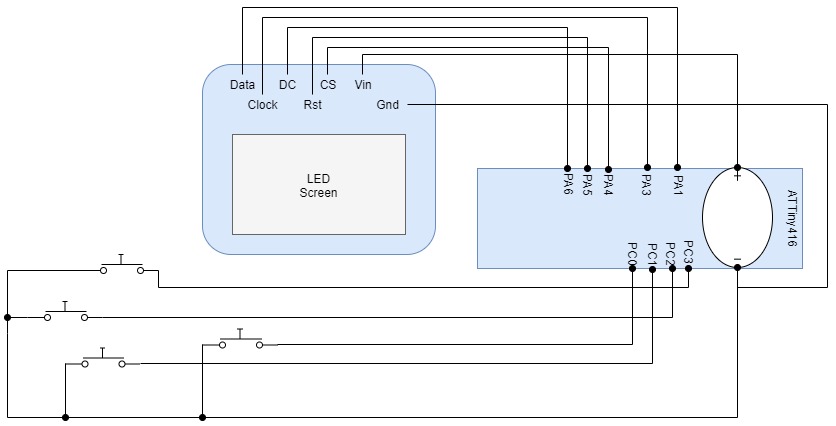 Data
DC
CS
Vin
Clock
Rst
Gnd
LED
Screen
PA6
PA5
PA4
PA3
PA1
+
ATTiny416
PC0
PC1
PC2
PC3
−